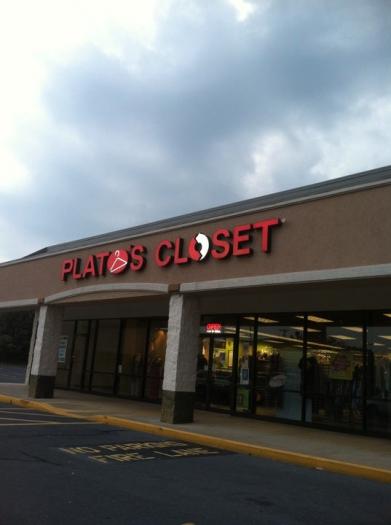 PLATO'S CLOSET
OPEN
NO PARKING
FIRE LANE